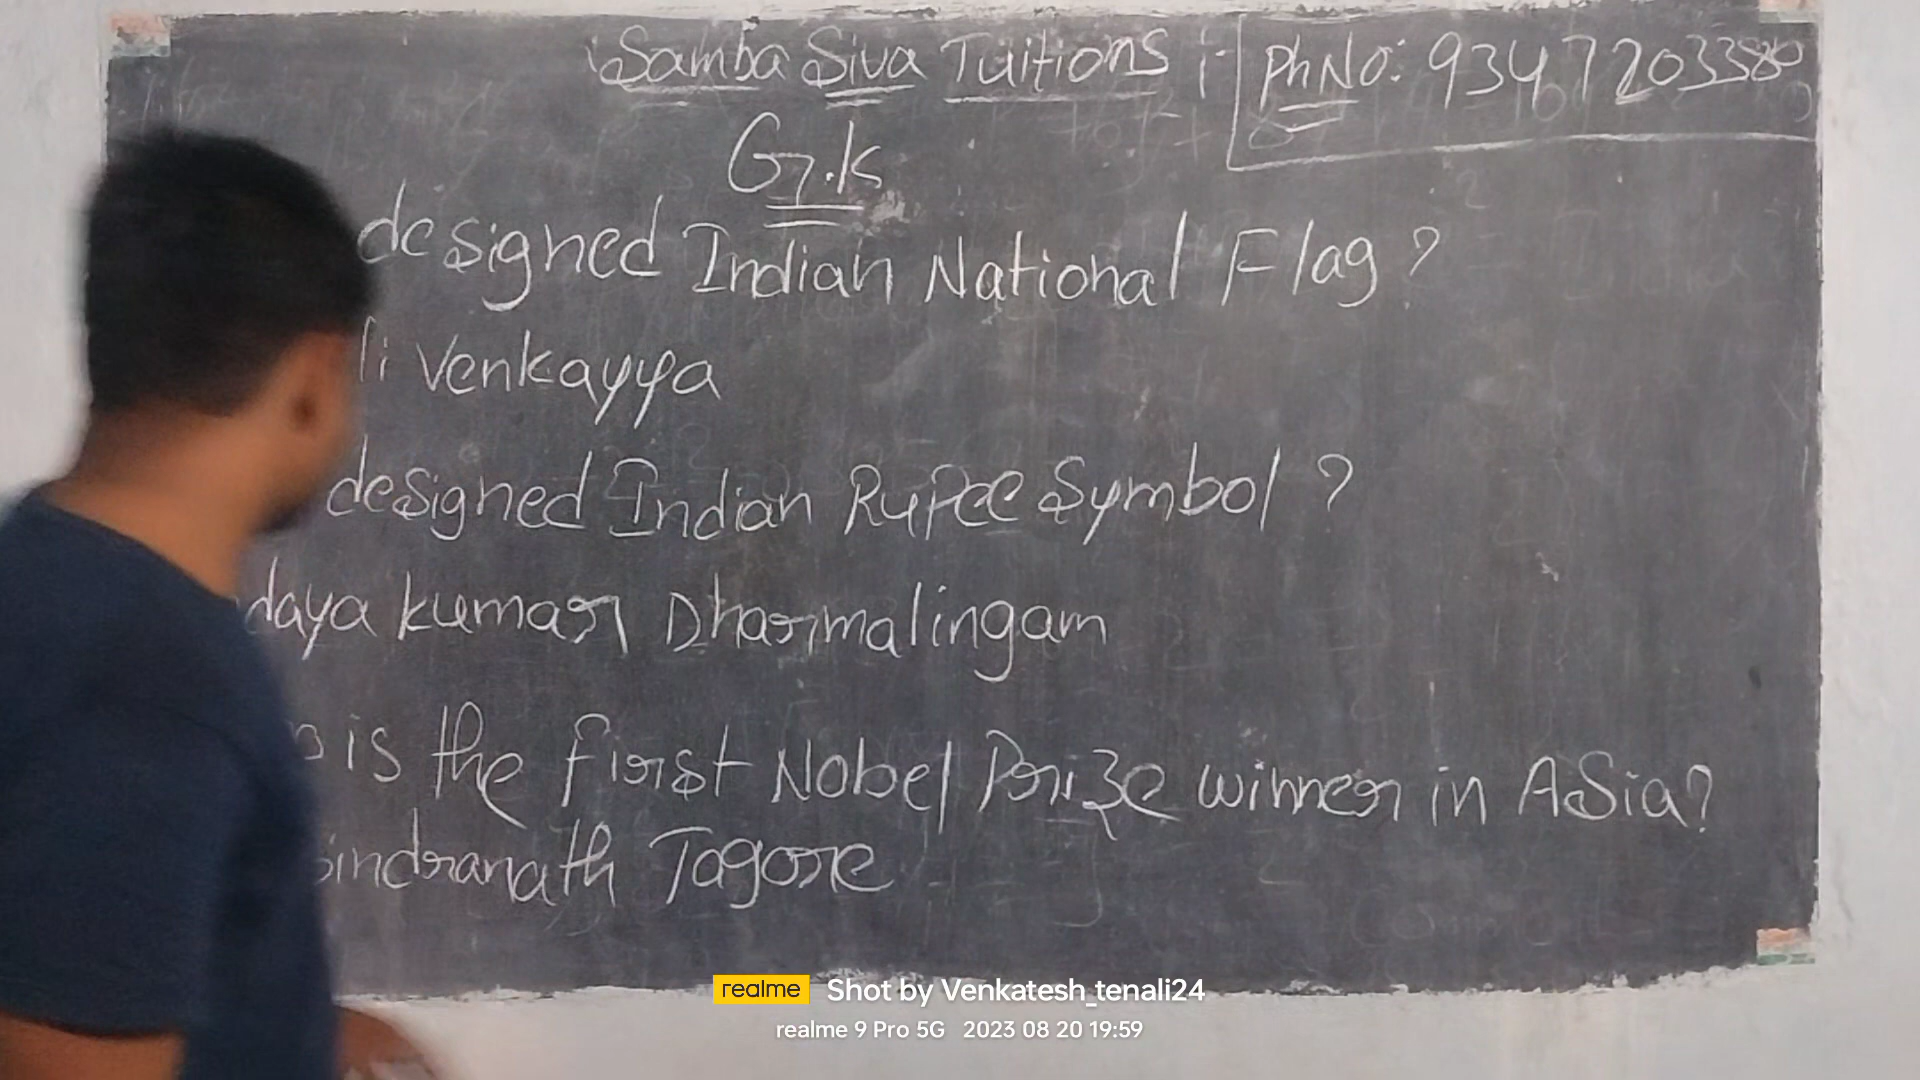 Samba Siva Tuitions :- Ph No: 9347203380
G.K
designed Indian National Flag?
li Venkayya
designed Indian Rupee Symbol?
daya kumar Dharmalingam
o is the first Nobel Prize winner in Asia?
bindranath Tagore
realme Shot by Venkatesh_tenali24
realme 9 Pro 5G 2023 08 20 19:59